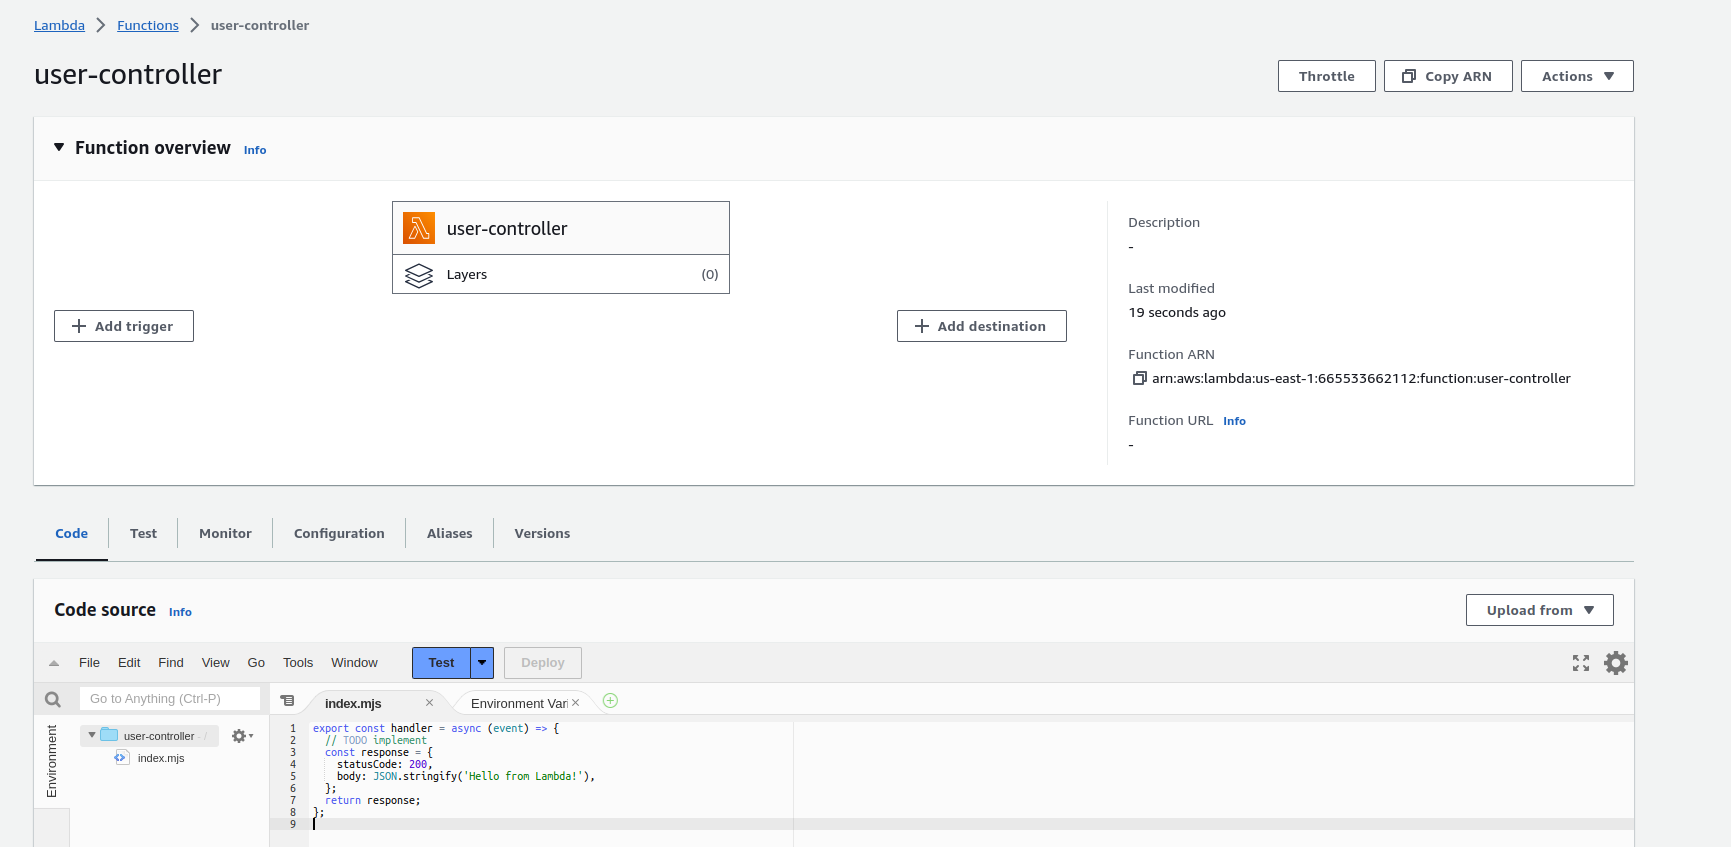 Lambda > Functions > user-controller
user-controller
Throttle Copy ARN Actions
Function overview Info
user-controller
Layers (0)
+ Add trigger
+ Add destination
Description
-
Last modified
19 seconds ago
Function ARN
arn:aws:lambda:us-east-1:665533662112:function:user-controller
Function URL Info
-
Code Test Monitor Configuration Aliases Versions
Code source Info
Upload from
File Edit Find View Go Tools Window Test Deploy
Go to Anything (Ctrl-P)
index.mjs × Environment Vari ×
Environment
user-controller - /
index.mjs
1 export const handler = async (event) => {
2 // TODO implement
3 const response = {
4 statusCode: 200,
5 body: JSON.stringify('Hello from Lambda!'),
6 };
7 return response;
8 };
9